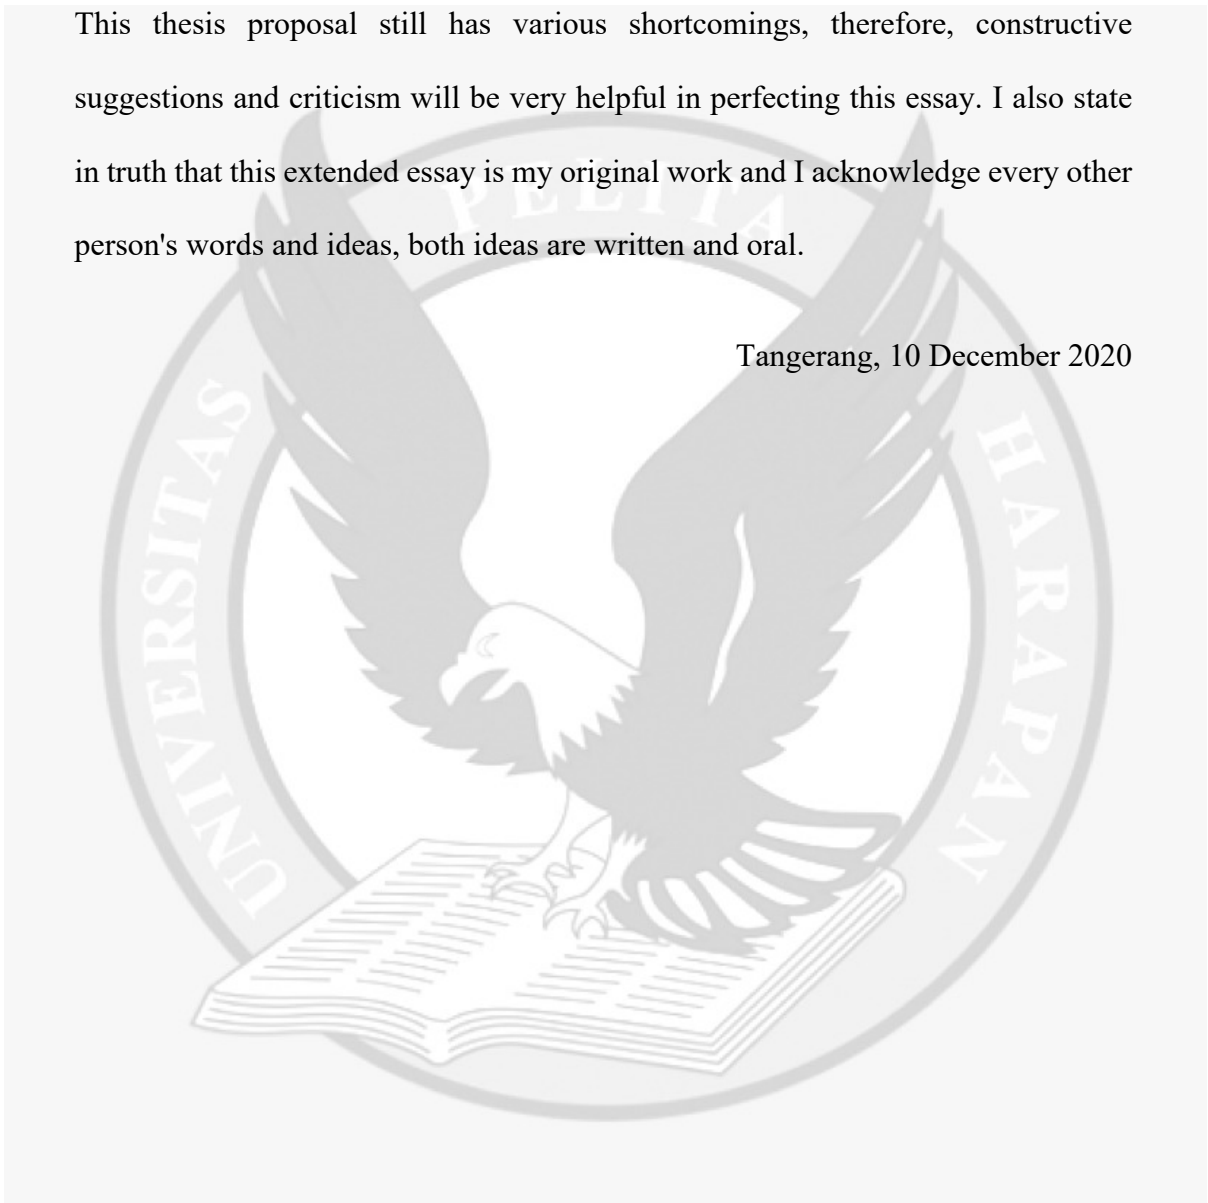 This thesis proposal still has various shortcomings, therefore, constructive
suggestions and criticism will be very helpful in perfecting this essay. I also state
in truth that this extended essay is my original work and I acknowledge every other
person's words and ideas, both ideas are written and oral.
Tangerang, 10 December 2020
UNIVERSITAS PELITA HARAPAN